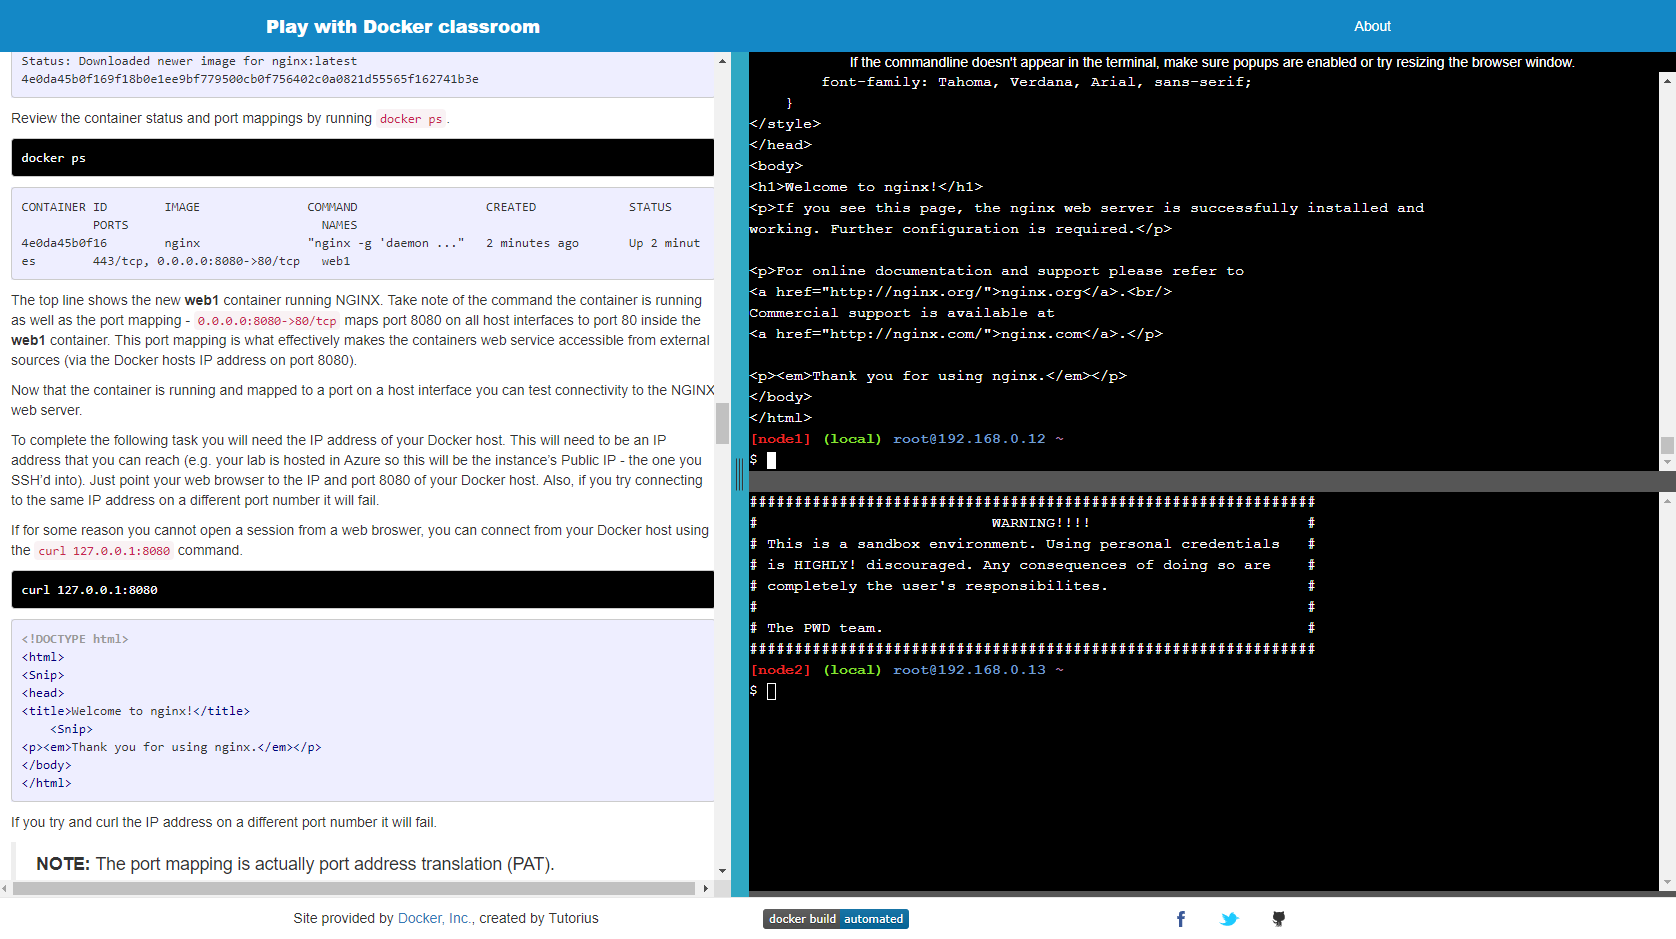 Play with Docker classroom
About
Status: Downloaded newer image for nginx:latest
4e0da45b0f169f18b0e1ee9bf779500cb0f756402c0a0821d55565f162741b3e
Review the container status and port mappings by running docker ps.
docker ps
CONTAINER ID        IMAGE               COMMAND                  CREATED             STATUS
          PORTS                           NAMES
4e0da45b0f16        nginx               "nginx -g 'daemon ..."   2 minutes ago       Up 2 minut
es        443/tcp, 0.0.0.0:8080->80/tcp   web1
The top line shows the new web1 container running NGINX. Take note of the command the container is running
as well as the port mapping - 0.0.0.0:8080->80/tcp maps port 8080 on all host interfaces to port 80 inside the
web1 container. This port mapping is what effectively makes the containers web service accessible from external
sources (via the Docker hosts IP address on port 8080).
Now that the container is running and mapped to a port on a host interface you can test connectivity to the NGINX
web server.
To complete the following task you will need the IP address of your Docker host. This will need to be an IP
address that you can reach (e.g. your lab is hosted in Azure so this will be the instance’s Public IP - the one you
SSH’d into). Just point your web browser to the IP and port 8080 of your Docker host. Also, if you try connecting
to the same IP address on a different port number it will fail.
If for some reason you cannot open a session from a web broswer, you can connect from your Docker host using
the curl 127.0.0.1:8080 command.
curl 127.0.0.1:8080
<!DOCTYPE html>
<html>
<Snip>
<head>
<title>Welcome to nginx!</title>
    <Snip>
<p><em>Thank you for using nginx.</em></p>
</body>
</html>
If you try and curl the IP address on a different port number it will fail.
NOTE: The port mapping is actually port address translation (PAT).
If the commandline doesn't appear in the terminal, make sure popups are enabled or try resizing the browser window.
        font-family: Tahoma, Verdana, Arial, sans-serif;
    }
</style>
</head>
<body>
<h1>Welcome to nginx!</h1>
<p>If you see this page, the nginx web server is successfully installed and
working. Further configuration is required.</p>
<p>For online documentation and support please refer to
<a href="http://nginx.org/">nginx.org</a>.<br/>
Commercial support is available at
<a href="http://nginx.com/">nginx.com</a>.</p>
<p><em>Thank you for using nginx.</em></p>
</body>
</html>
[node1] (local) root@192.168.0.12 ~
$
###############################################################
#                          WARNING!!!!                        #
# This is a sandbox environment. Using personal credentials   #
# is HIGHLY! discouraged. Any consequences of doing so are    #
# completely the user's responsibilites.                      #
#                                                             #
# The PWD team.                                               #
###############################################################
[node2] (local) root@192.168.0.13 ~
$
Site provided by Docker, Inc., created by Tutorius
docker build automated